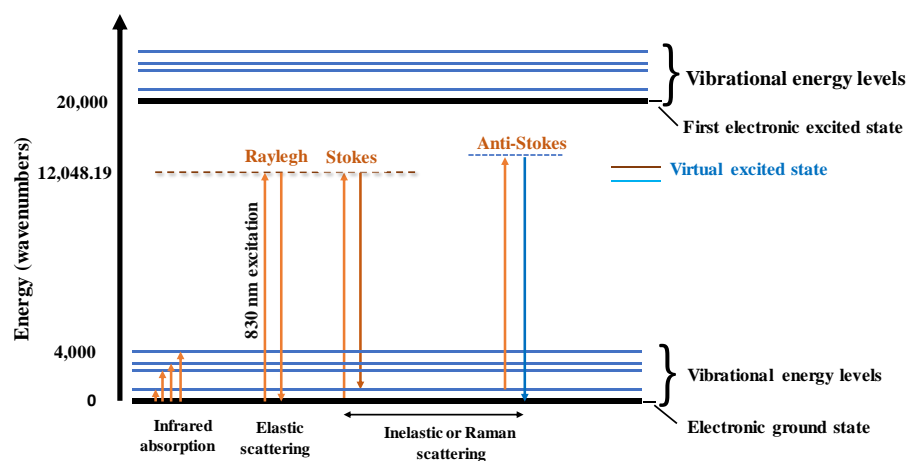 Vibrational energy levels
20,000
First electronic excited state
Raylegh
Stokes
Anti-Stokes
12,048.19
Virtual excited state
Energy (wavenumbers)
830 nm excitation
4,000
Vibrational energy levels
0
Electronic ground state
Infrared
absorption
Elastic
scattering
Inelastic or Raman
scattering